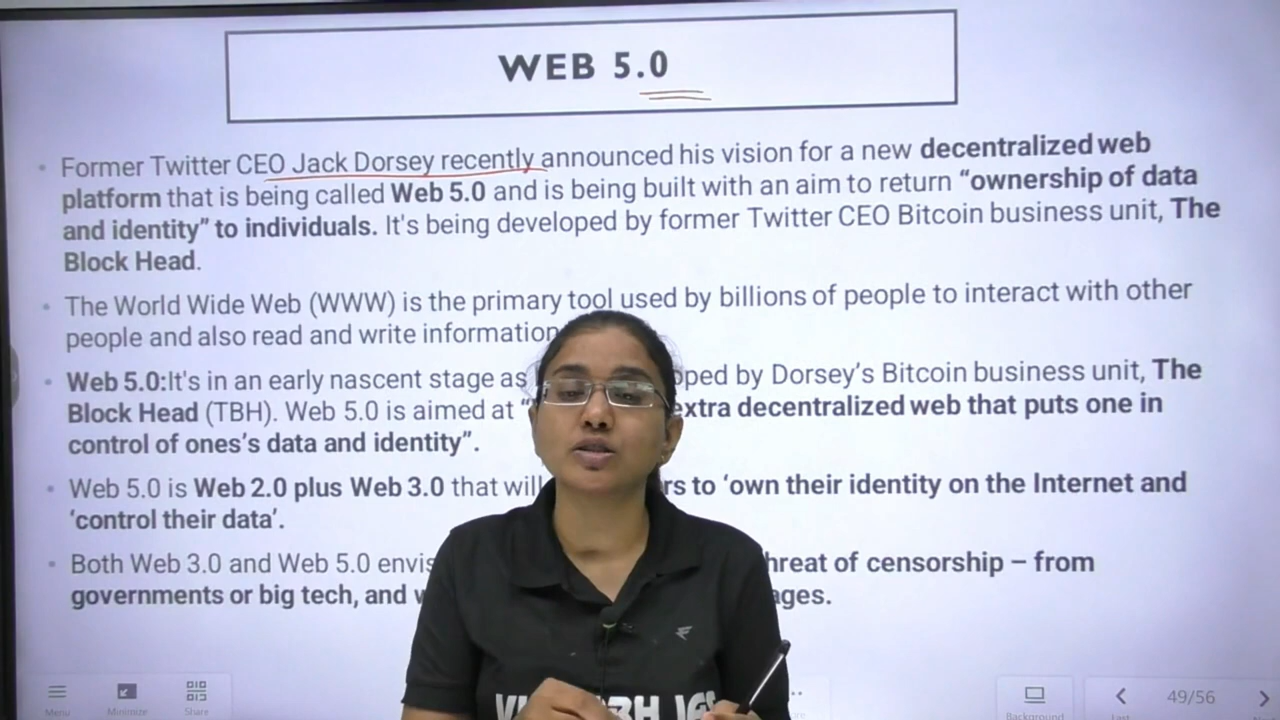 WEB 5.0
• Former Twitter CEO Jack Dorsey recently announced his vision for a new decentralized web
platform that is being called Web 5.0 and is being built with an aim to return “ownership of data
and identity” to individuals. It's being developed by former Twitter CEO Bitcoin business unit, The
Block Head.
• The World Wide Web (WWW) is the primary tool used by billions of people to interact with other
people and also read and write information
• Web 5.0:It's in an early nascent stage as by Dorsey’s Bitcoin business unit, The
Block Head (TBH). Web 5.0 is aimed at “ extra decentralized web that puts one in
control of ones’s data and identity”.
• Web 5.0 is Web 2.0 plus Web 3.0 that will to ‘own their identity on the Internet and
‘control their data’.
• Both Web 3.0 and Web 5.0 of censorship – from
governments or big tech, and
Menu
Minimize
Share
Background
49/56